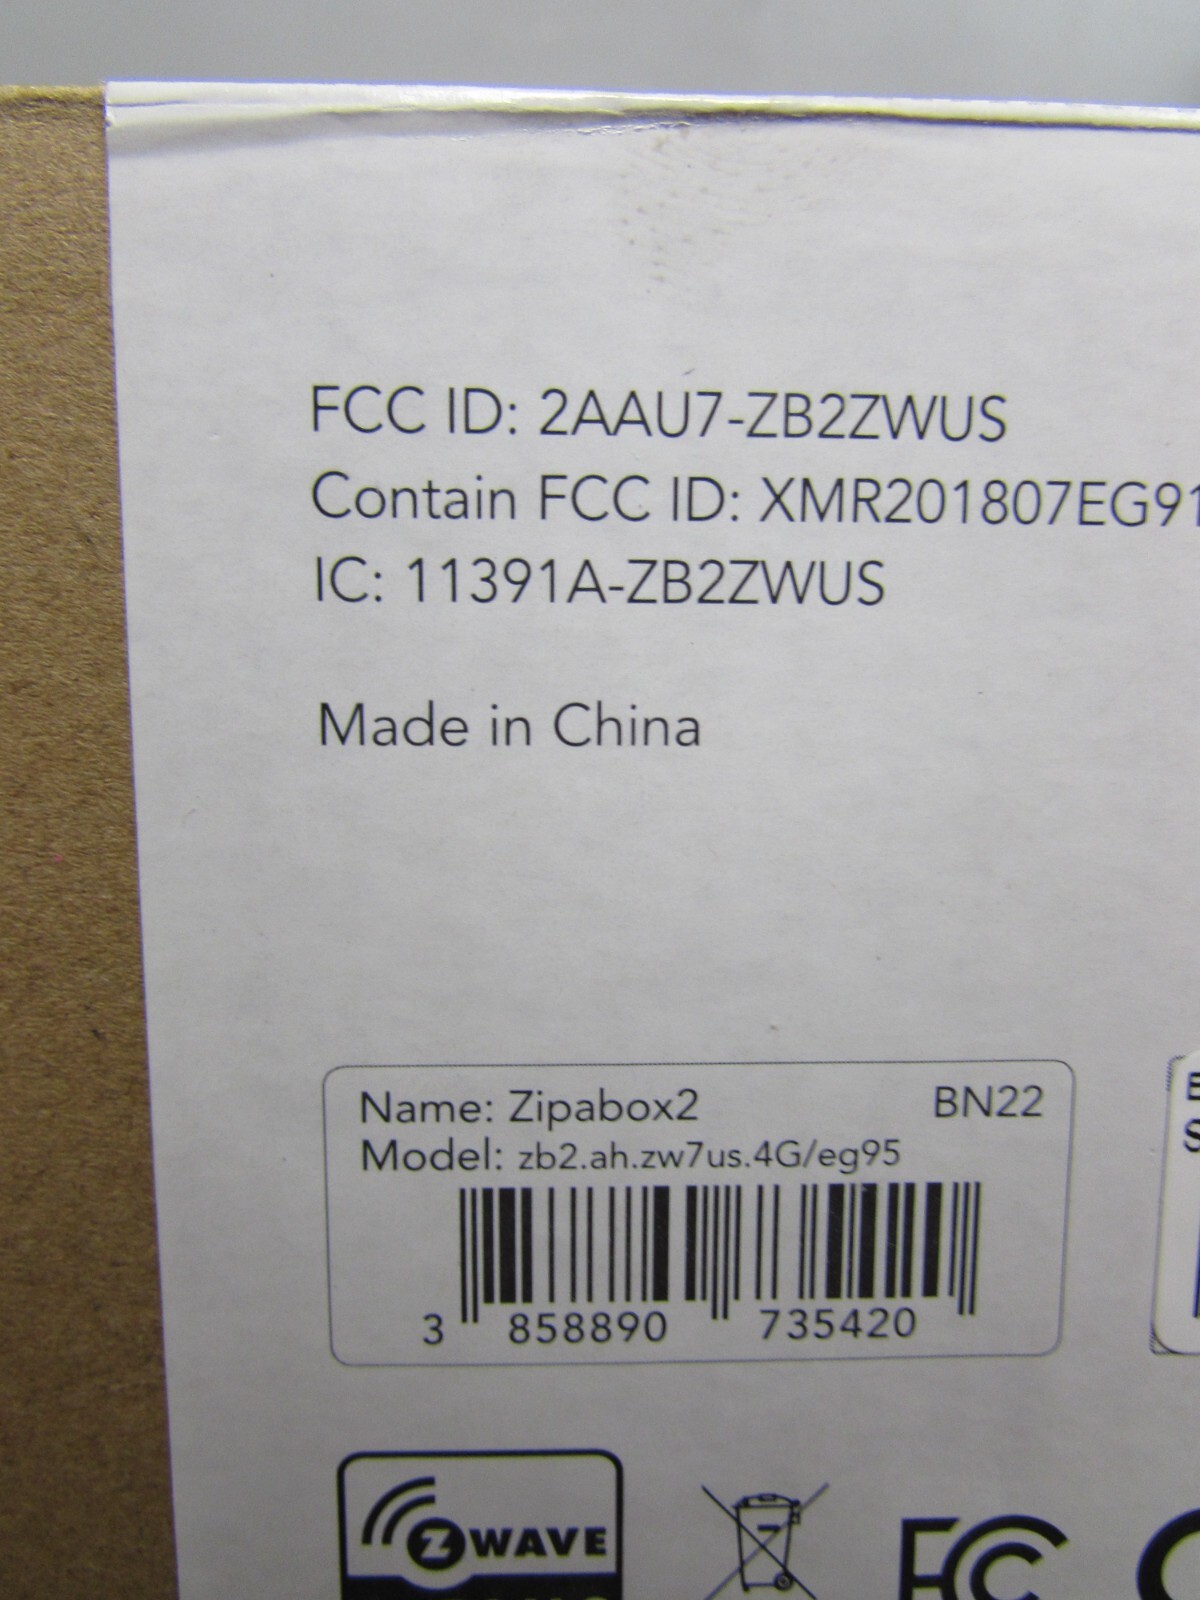 FCC ID: 2AAU7-ZB2ZWUS
Contain FCC ID: XMR201807EG91
IC: 11391A-ZB2ZWUS
Made in China
Name: Zipabox2 BN22
Model: zb2.ah.zw7us.4G/eg95
3 858890 735420
Z WAVE
FC